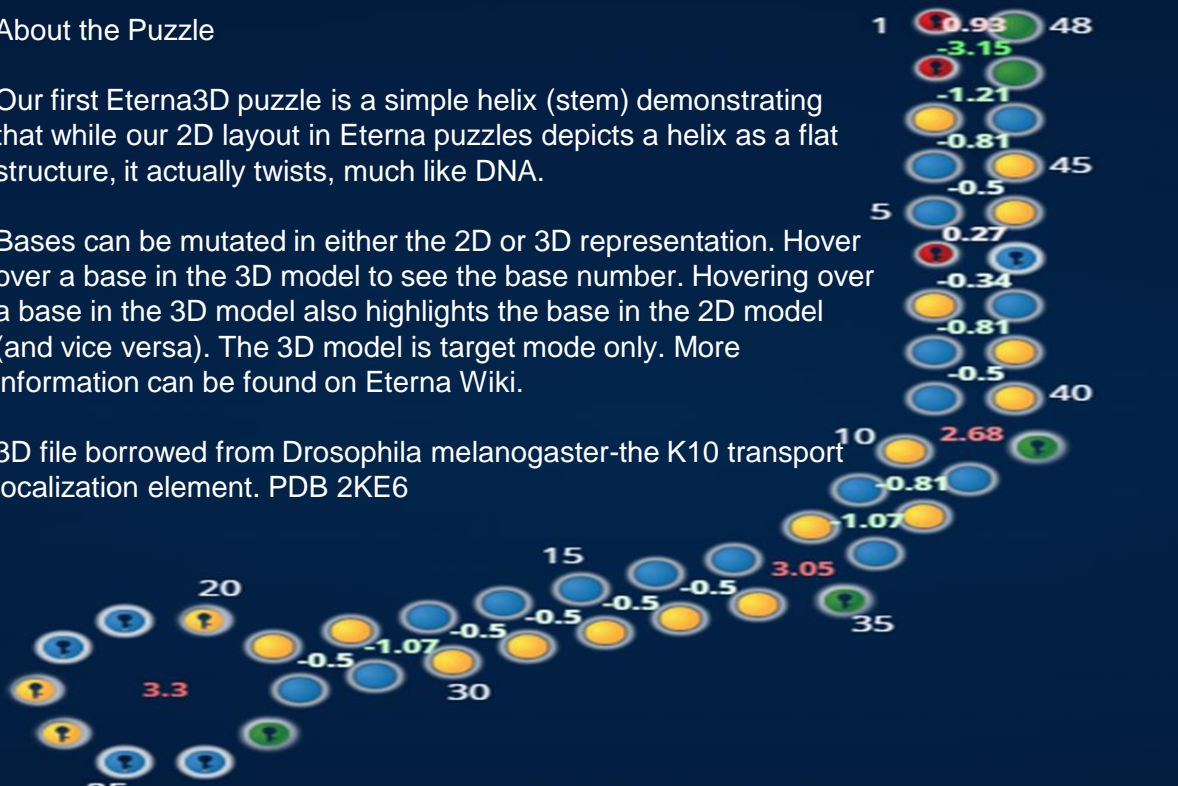 About the Puzzle
Our first Eterna3D puzzle is a simple helix (stem) demonstrating
that while our 2D layout in Eterna puzzles depicts a helix as a flat
structure, it actually twists, much like DNA.
Bases can be mutated in either the 2D or 3D representation. Hover
over a base in the 3D model to see the base number. Hovering over
a base in the 3D model also highlights the base in the 2D model
(and vice versa). The 3D model is target mode only. More
information can be found on Eterna Wiki.
3D file borrowed from Drosophila melanogaster-the K10 transport
localization element. PDB 2KE6
1 0.93 48
-3.15
-1.21
-0.81
45
-0.5
5
0.27
-0.34
-0.81
-0.5
40
10 2.68
-0.81
-1.07
15 3.05
-0.5
-0.5
-0.5
-0.5
35
20
-1.07
-0.5
30
3.3